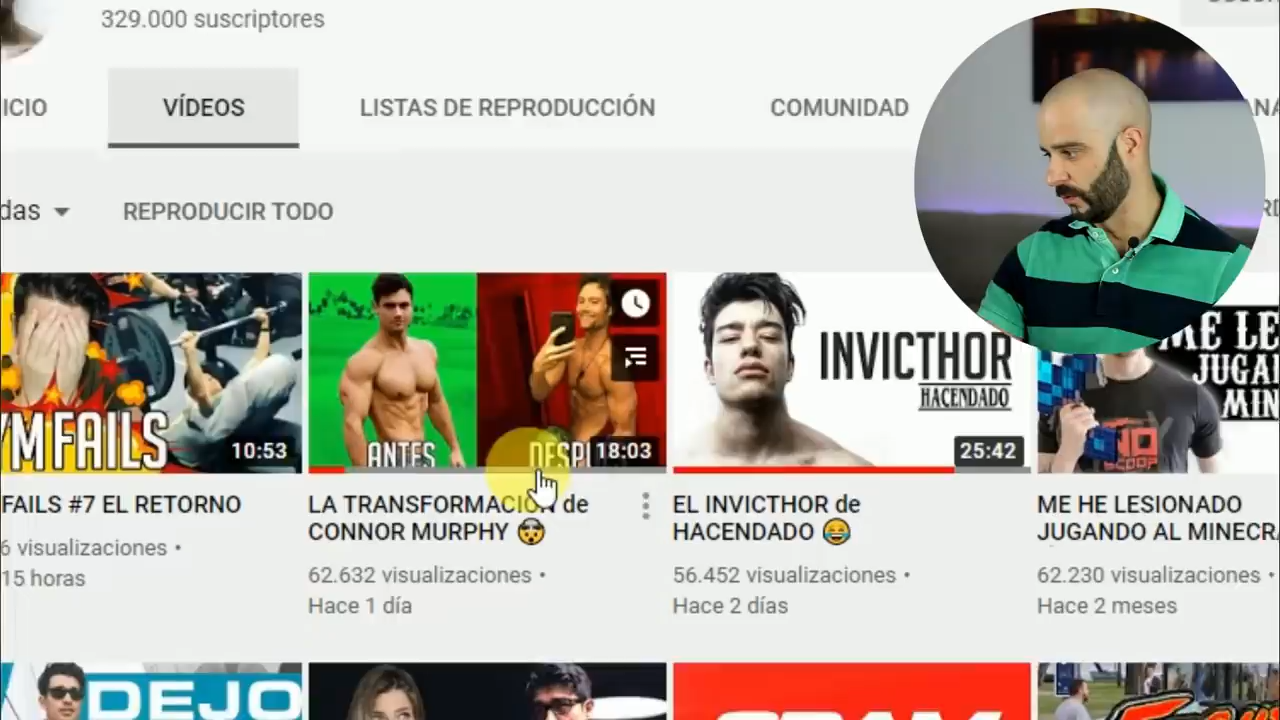 329.000 suscriptores
ICIO
VÍDEOS
LISTAS DE REPRODUCCIÓN
COMUNIDAD
das
REPRODUCIR TODO
YM FAILS
10:53
ANTES
18:03
INVICTHOR
HACENDADO
25:42
ME LE
JUGA
MIN
NO
SCOOP
FAILS #7 EL RETORNO
6 visualizaciones •
15 horas
LA TRANSFORMACIÓN de
CONNOR MURPHY 🤯
62.632 visualizaciones •
Hace 1 día
EL INVICTHOR de
HACENDADO 😂
56.452 visualizaciones •
Hace 2 días
ME HE LESIONADO
JUGANDO AL MINECRA
62.230 visualizaciones •
Hace 2 meses
DEJO